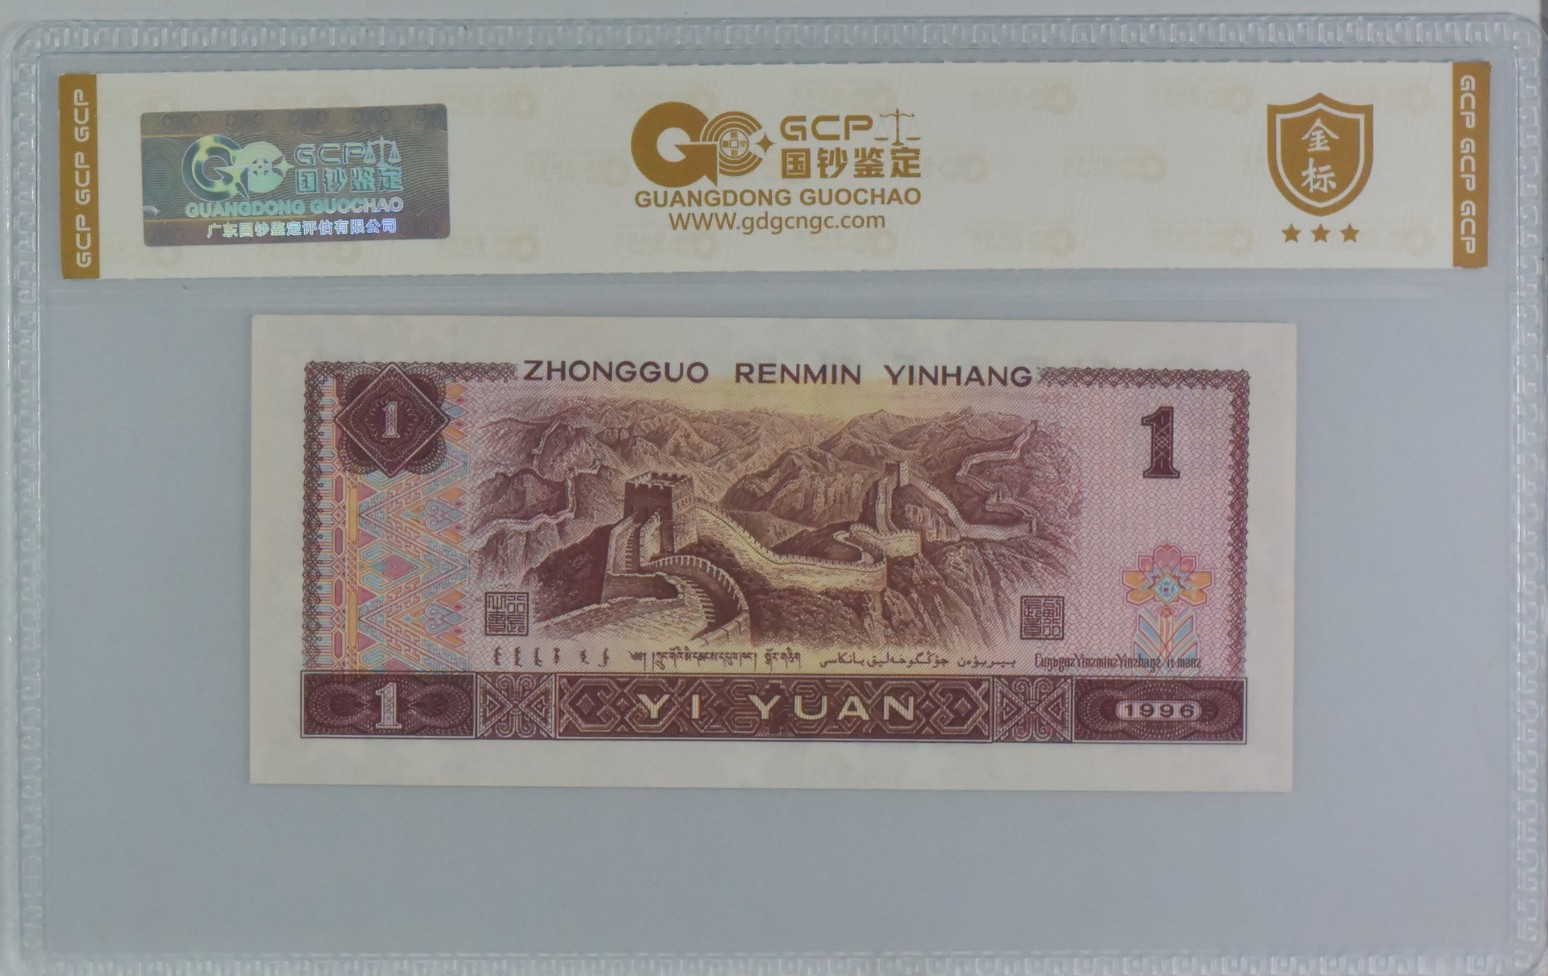 GCP GCP GCP
GCP
国钞鉴定
GUANGDONG GUOCHAO
广东国钞鉴定评估有限公司
GCP
国钞鉴定
GUANGDONG GUOCHAO
WWW.gdgcngc.com
金
标
GCP GCP GCP
ZHONGGUO RENMIN YINHANG
1
1
1
YI YUAN
1996